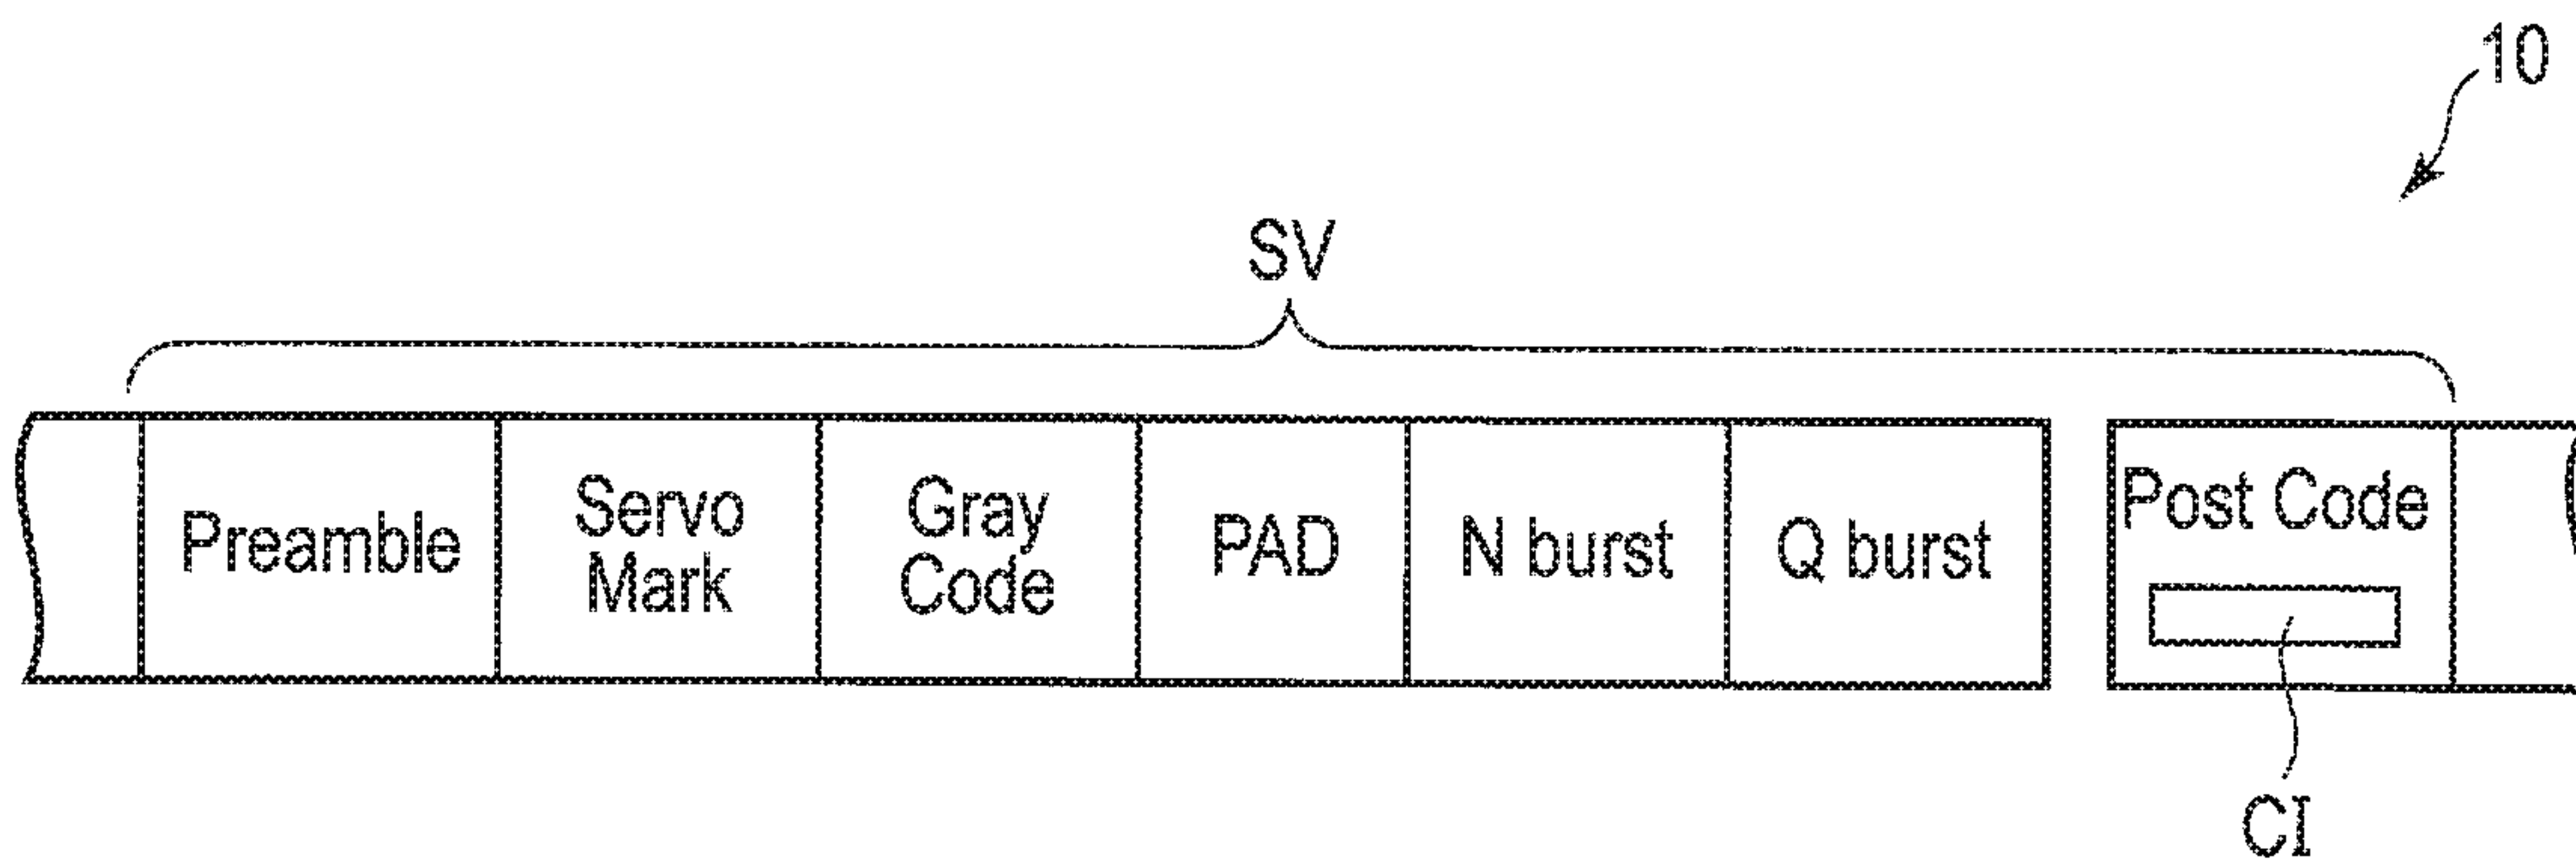 10
SV
Preamble
Servo
Mark
Gray
Code
PAD
N burst
Q burst
Post Code
CI